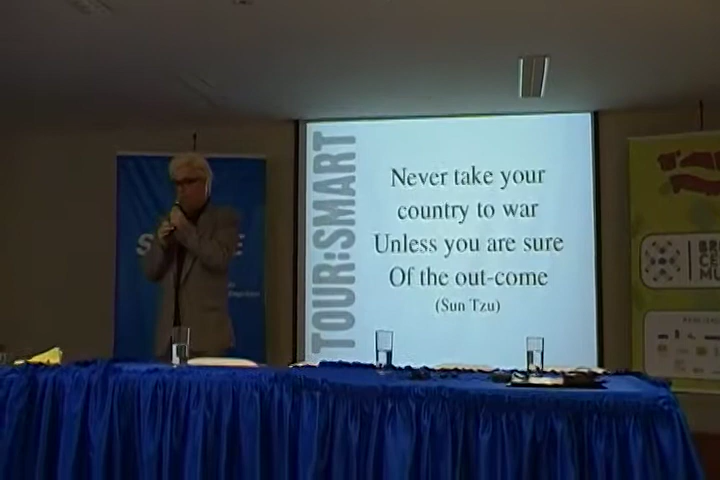 TOUR:SMART
Never take your
country to war
Unless you are sure
Of the out-come
(Sun Tzu)